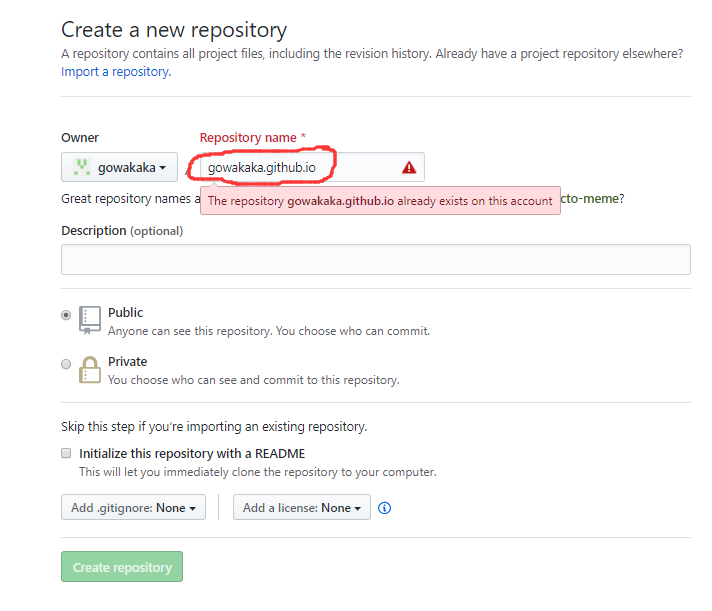 Create a new repository
A repository contains all project files, including the revision history. Already have a project repository elsewhere?
Import a repository.
Owner
Repository name *
gowakaka
/
gowakaka.github.io
Great repository names a
cto-meme?
The repository gowakaka.github.io already exists on this account
Description (optional)
Public
Anyone can see this repository. You choose who can commit.
Private
You choose who can see and commit to this repository.
Skip this step if you’re importing an existing repository.
Initialize this repository with a README
This will let you immediately clone the repository to your computer.
Add .gitignore: None
Add a license: None
Create repository